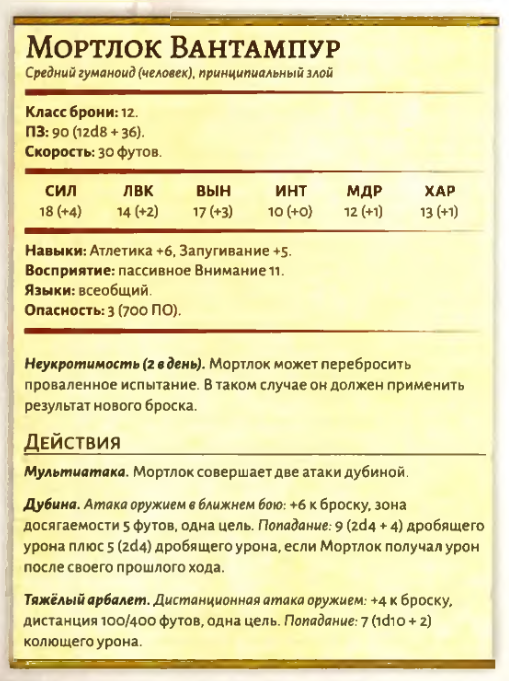 Мортлок Вантампур
Средний гуманоид (человек), принципиальный злой
Класс брони: 12.
ПЗ: 90 (12d8 + 36).
Скорость: 30 футов.
СИЛ ЛВК ВЫН ИНТ МДР ХАР
18 (+4) 14 (+2) 17 (+3) 10 (+0) 12 (+1) 13 (+1)
Навыки: Атлетика +6, Запугивание +5.
Восприятие: пассивное Внимание 11.
Языки: всеобщий.
Опасность: 3 (700 ПО).
Неукротимость (2 в день). Мортлок может перебросить
проваленное испытание. В таком случае он должен применить
результат нового броска.
Действия
Мультиатака. Мортлок совершает две атаки дубиной.
Дубина. Атака оружием в ближнем бою: +6 к броску, зона
досягаемости 5 футов, одна цель. Попадание: 9 (2d4 + 4) дробящего
урона плюс 5 (2d4) дробящего урона, если Мортлок получал урон
после своего прошлого хода.
Тяжёлый арбалет. Дистанционная атака оружием: +4 к броску,
дистанция 100/400 футов, одна цель. Попадание: 7 (1d10 + 2)
колющего урона.